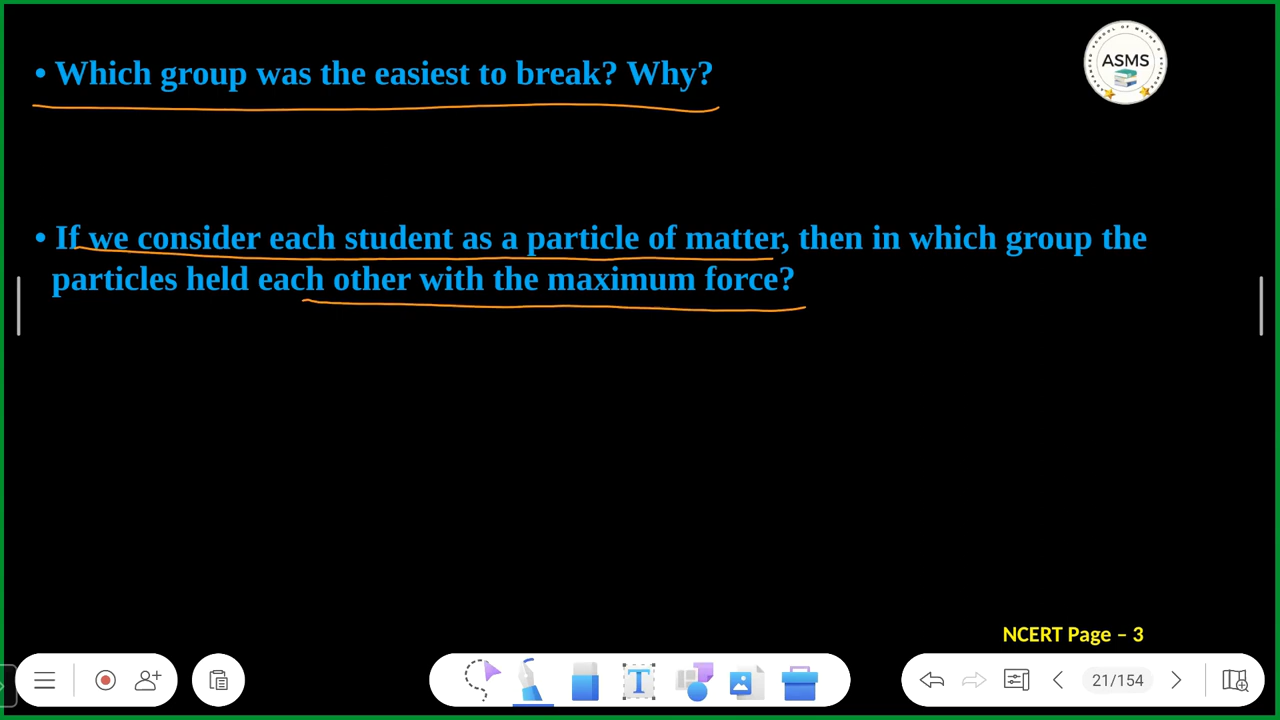 • Which group was the easiest to break? Why?
ASMS
• If we consider each student as a particle of matter, then in which group the
particles held each other with the maximum force?
NCERT Page – 3
T
21/154